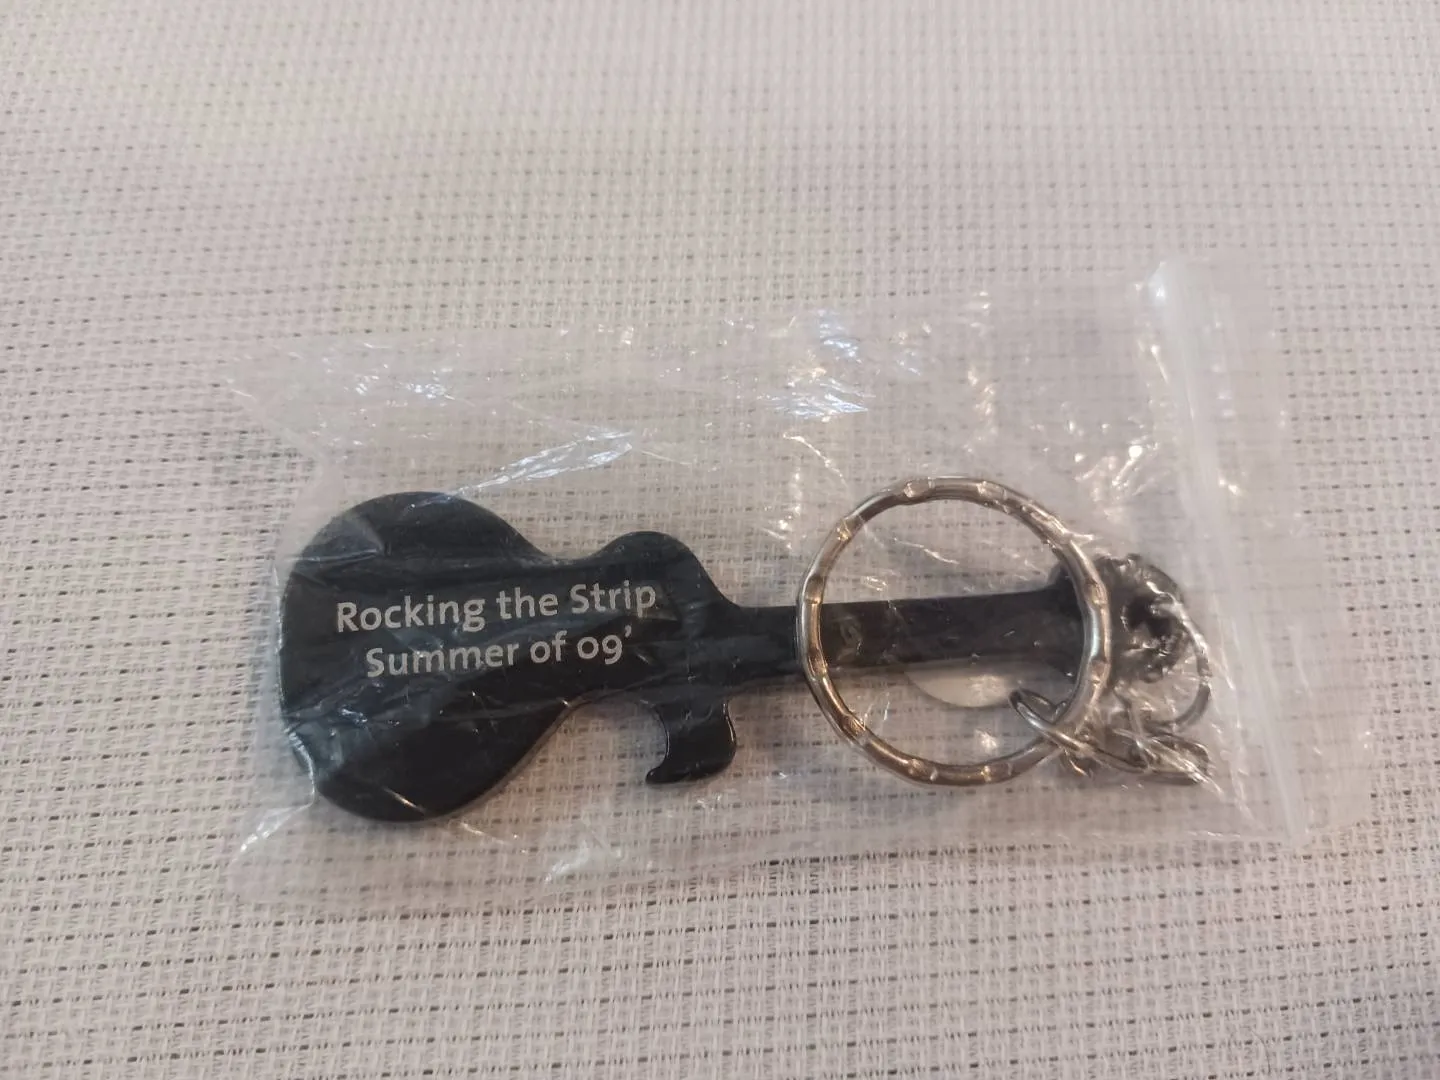 Rocking the Strip
Summer of 09'